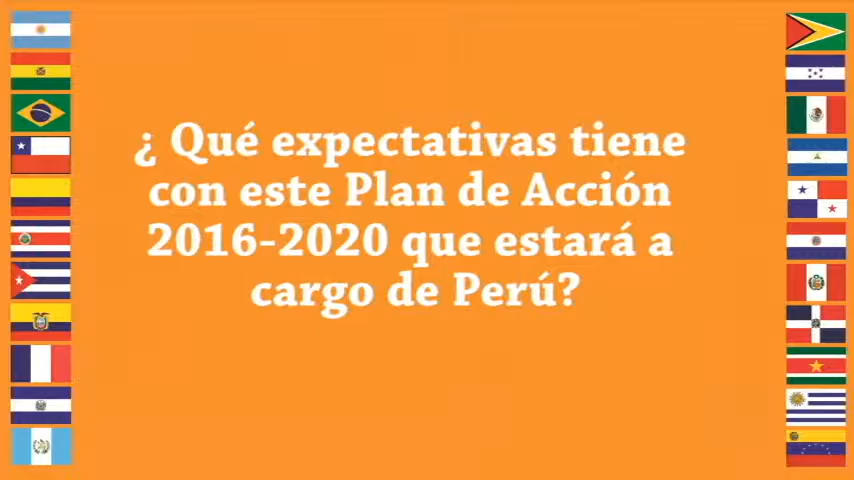 ¿ Qué expectativas tiene
con este Plan de Acción
2016-2020 que estará a
cargo de Perú?